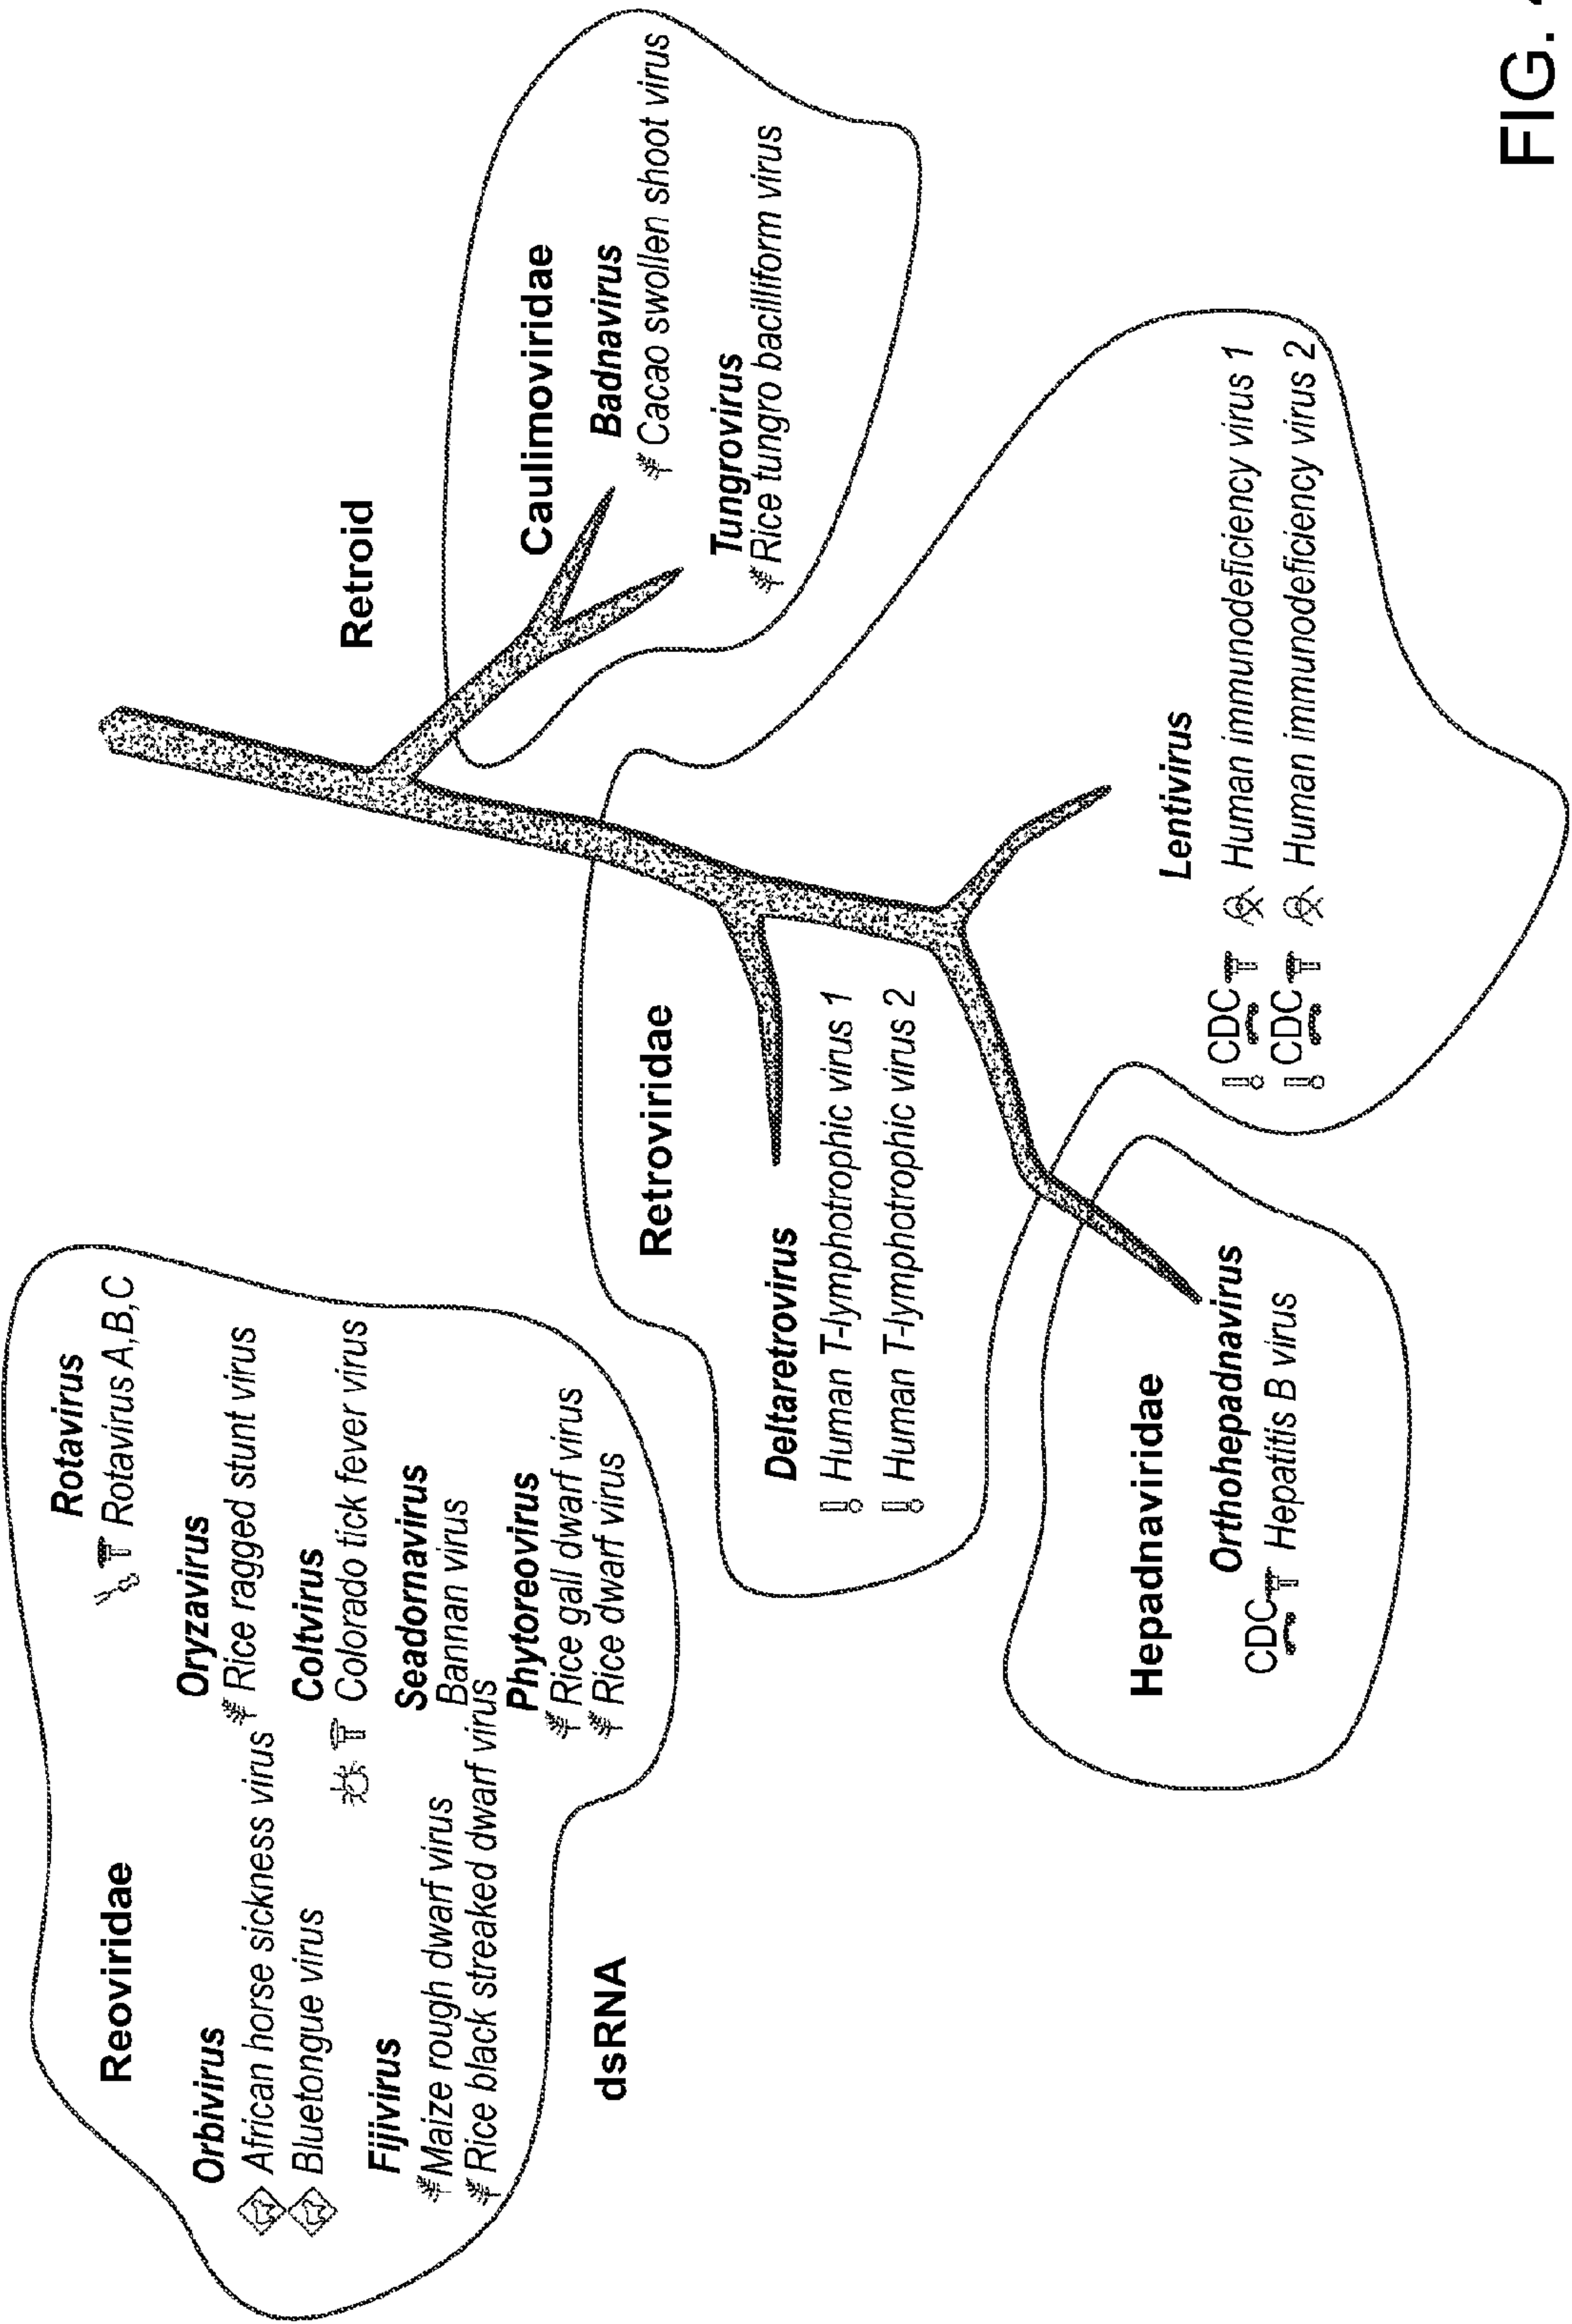 Reoviridae
Rotavirus
Rotavirus A,B,C
Orbivirus
African horse sickness virus
Bluetongue virus
Oryzavirus
Rice ragged stunt virus
Coltvirus
Colorado tick fever virus
Fijivirus
Maize rough dwarf virus
Rice black streaked dwarf virus
Seadornavirus
Bannan virus
Phytoreovirus
Rice gall dwarf virus
Rice dwarf virus
dsRNA
Retroid
Caulimoviridae
Badnavirus
Cacao swollen shoot virus
Tungrovirus
Rice tungro bacilliform virus
Retroviridae
Deltaretrovirus
Human T-lymphotrophic virus 1
Human T-lymphotrophic virus 2
Lentivirus
CDC Human immunodeficiency virus 1
CDC Human immunodeficiency virus 2
Hepadnaviridae
Orthohepadnavirus
CDC Hepatitis B virus
FIG.